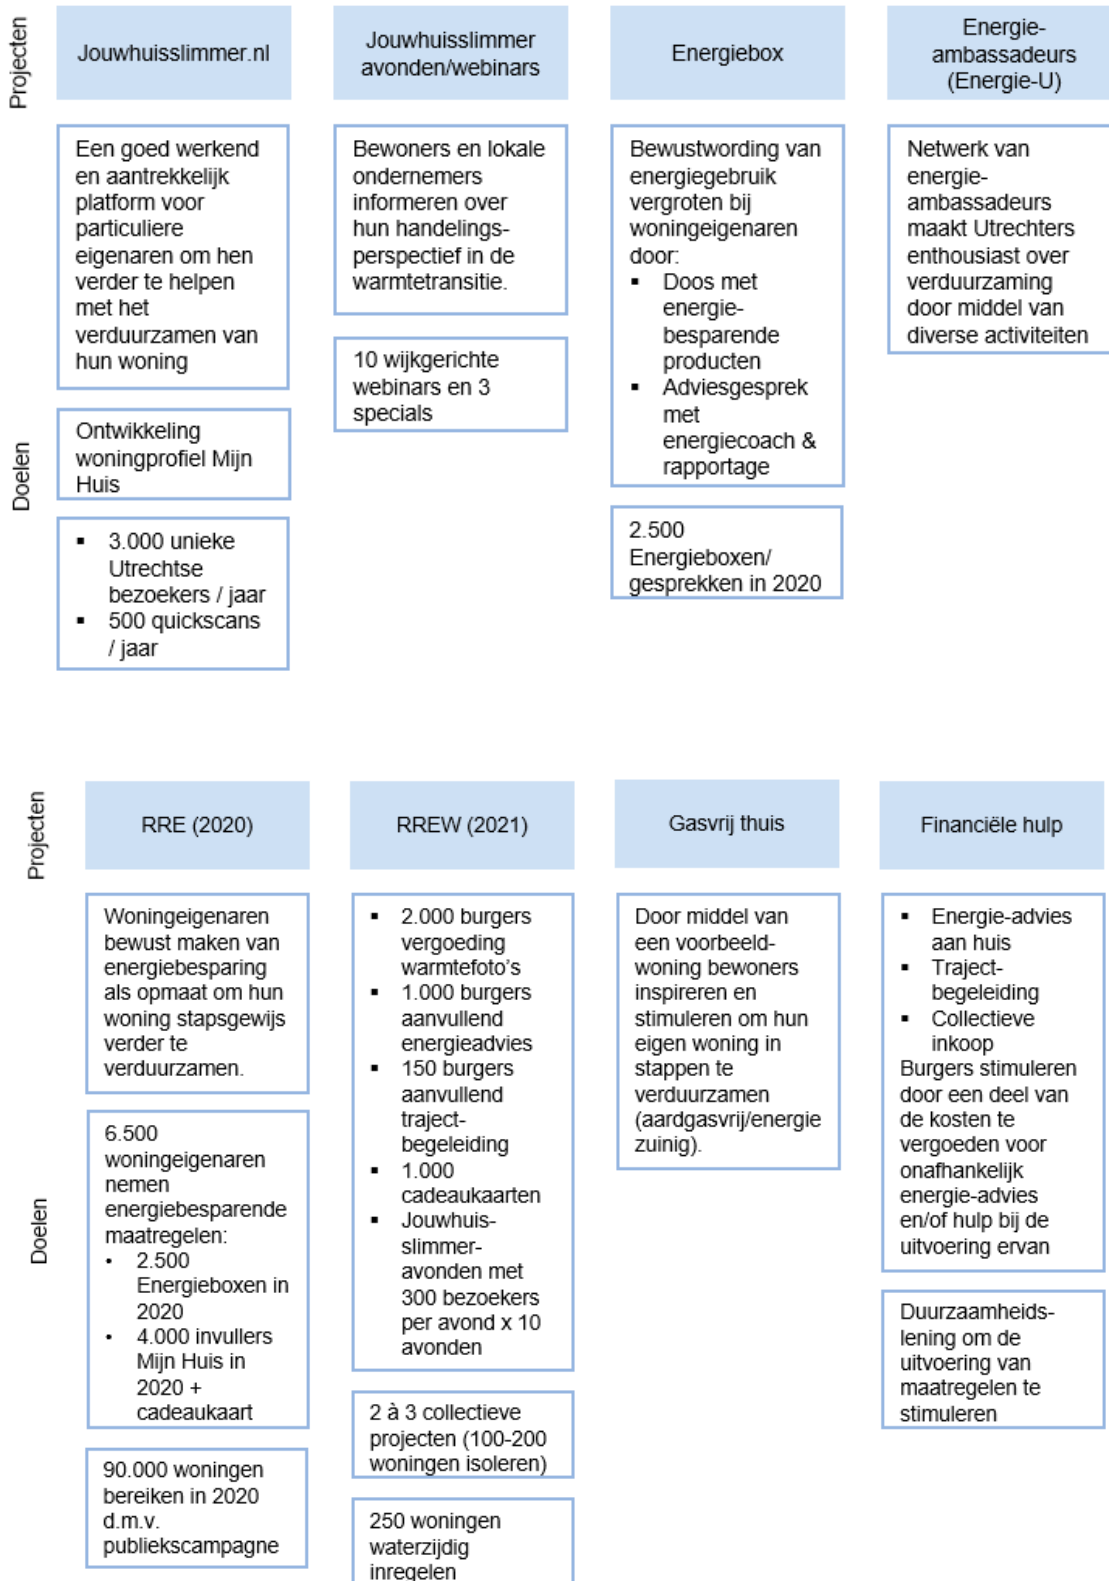 Projecten
Jouwhuisslimmer.nl
Jouwhuisslimmer
avonden/webinars
Energiebox
Energie-
ambassadeurs
(Energie-U)
Doelen
Een goed werkend
en aantrekkelijk
platform voor
particuliere
eigenaren om hen
verder te helpen
met het
verduurzamen van
hun woning
Ontwikkeling
woningprofiel Mijn
Huis
▪ 3.000 unieke
Utrechtse
bezoekers / jaar
▪ 500 quickscans
/ jaar
Bewoners en lokale
ondernemers
informeren over
hun handelings-
perspectief in de
warmtetransitie.
10 wijkgerichte
webinars en 3
specials
Bewustwording van
energiegebruik
vergroten bij
woningeigenaren
door:
▪ Doos met
energie-
besparende
producten
▪ Adviesgesprek
met
energiecoach &
rapportage
2.500
Energieboxen/
gesprekken in 2020
Netwerk van
energie-
ambassadeurs
maakt Utrechters
enthousiast over
verduurzaming
door middel van
diverse activiteiten
Projecten
RRE (2020)
RREW (2021)
Gasvrij thuis
Financiële hulp
Doelen
Woningeigenaren
bewust maken van
energiebesparing
als opmaat om hun
woning stapsgewijs
verder te
verduurzamen.
6.500
woningeigenaren
nemen
energiebesparende
maatregelen:
• 2.500
Energieboxen in
2020
• 4.000 invullers
Mijn Huis in
2020 +
cadeaukaart
90.000 woningen
bereiken in 2020
d.m.v.
publiekscampagne
▪ 2.000 burgers
vergoeding
warmtefoto's
▪ 1.000 burgers
aanvullend
energieadvies
▪ 150 burgers
aanvullend
traject-
begeleiding
▪ 1.000
cadeaukaarten
▪ Jouwhuis-
slimmer-
avonden met
300 bezoekers
per avond x 10
avonden
2 à 3 collectieve
projecten (100-200
woningen isoleren)
250 woningen
waterzijdig
inregelen
Door middel van
een voorbeeld-
woning bewoners
inspireren en
stimuleren om hun
eigen woning in
stappen te
verduurzamen
(aardgasvrij/energie
zuinig).
▪ Energie-advies
aan huis
▪ Traject-
begeleiding
▪ Collectieve
inkoop
Burgers stimuleren
door een deel van
de kosten te
vergoeden voor
onafhankelijk
energie-advies
en/of hulp bij de
uitvoering ervan
Duurzaamheids-
lening om de
uitvoering van
maatregelen te
stimuleren